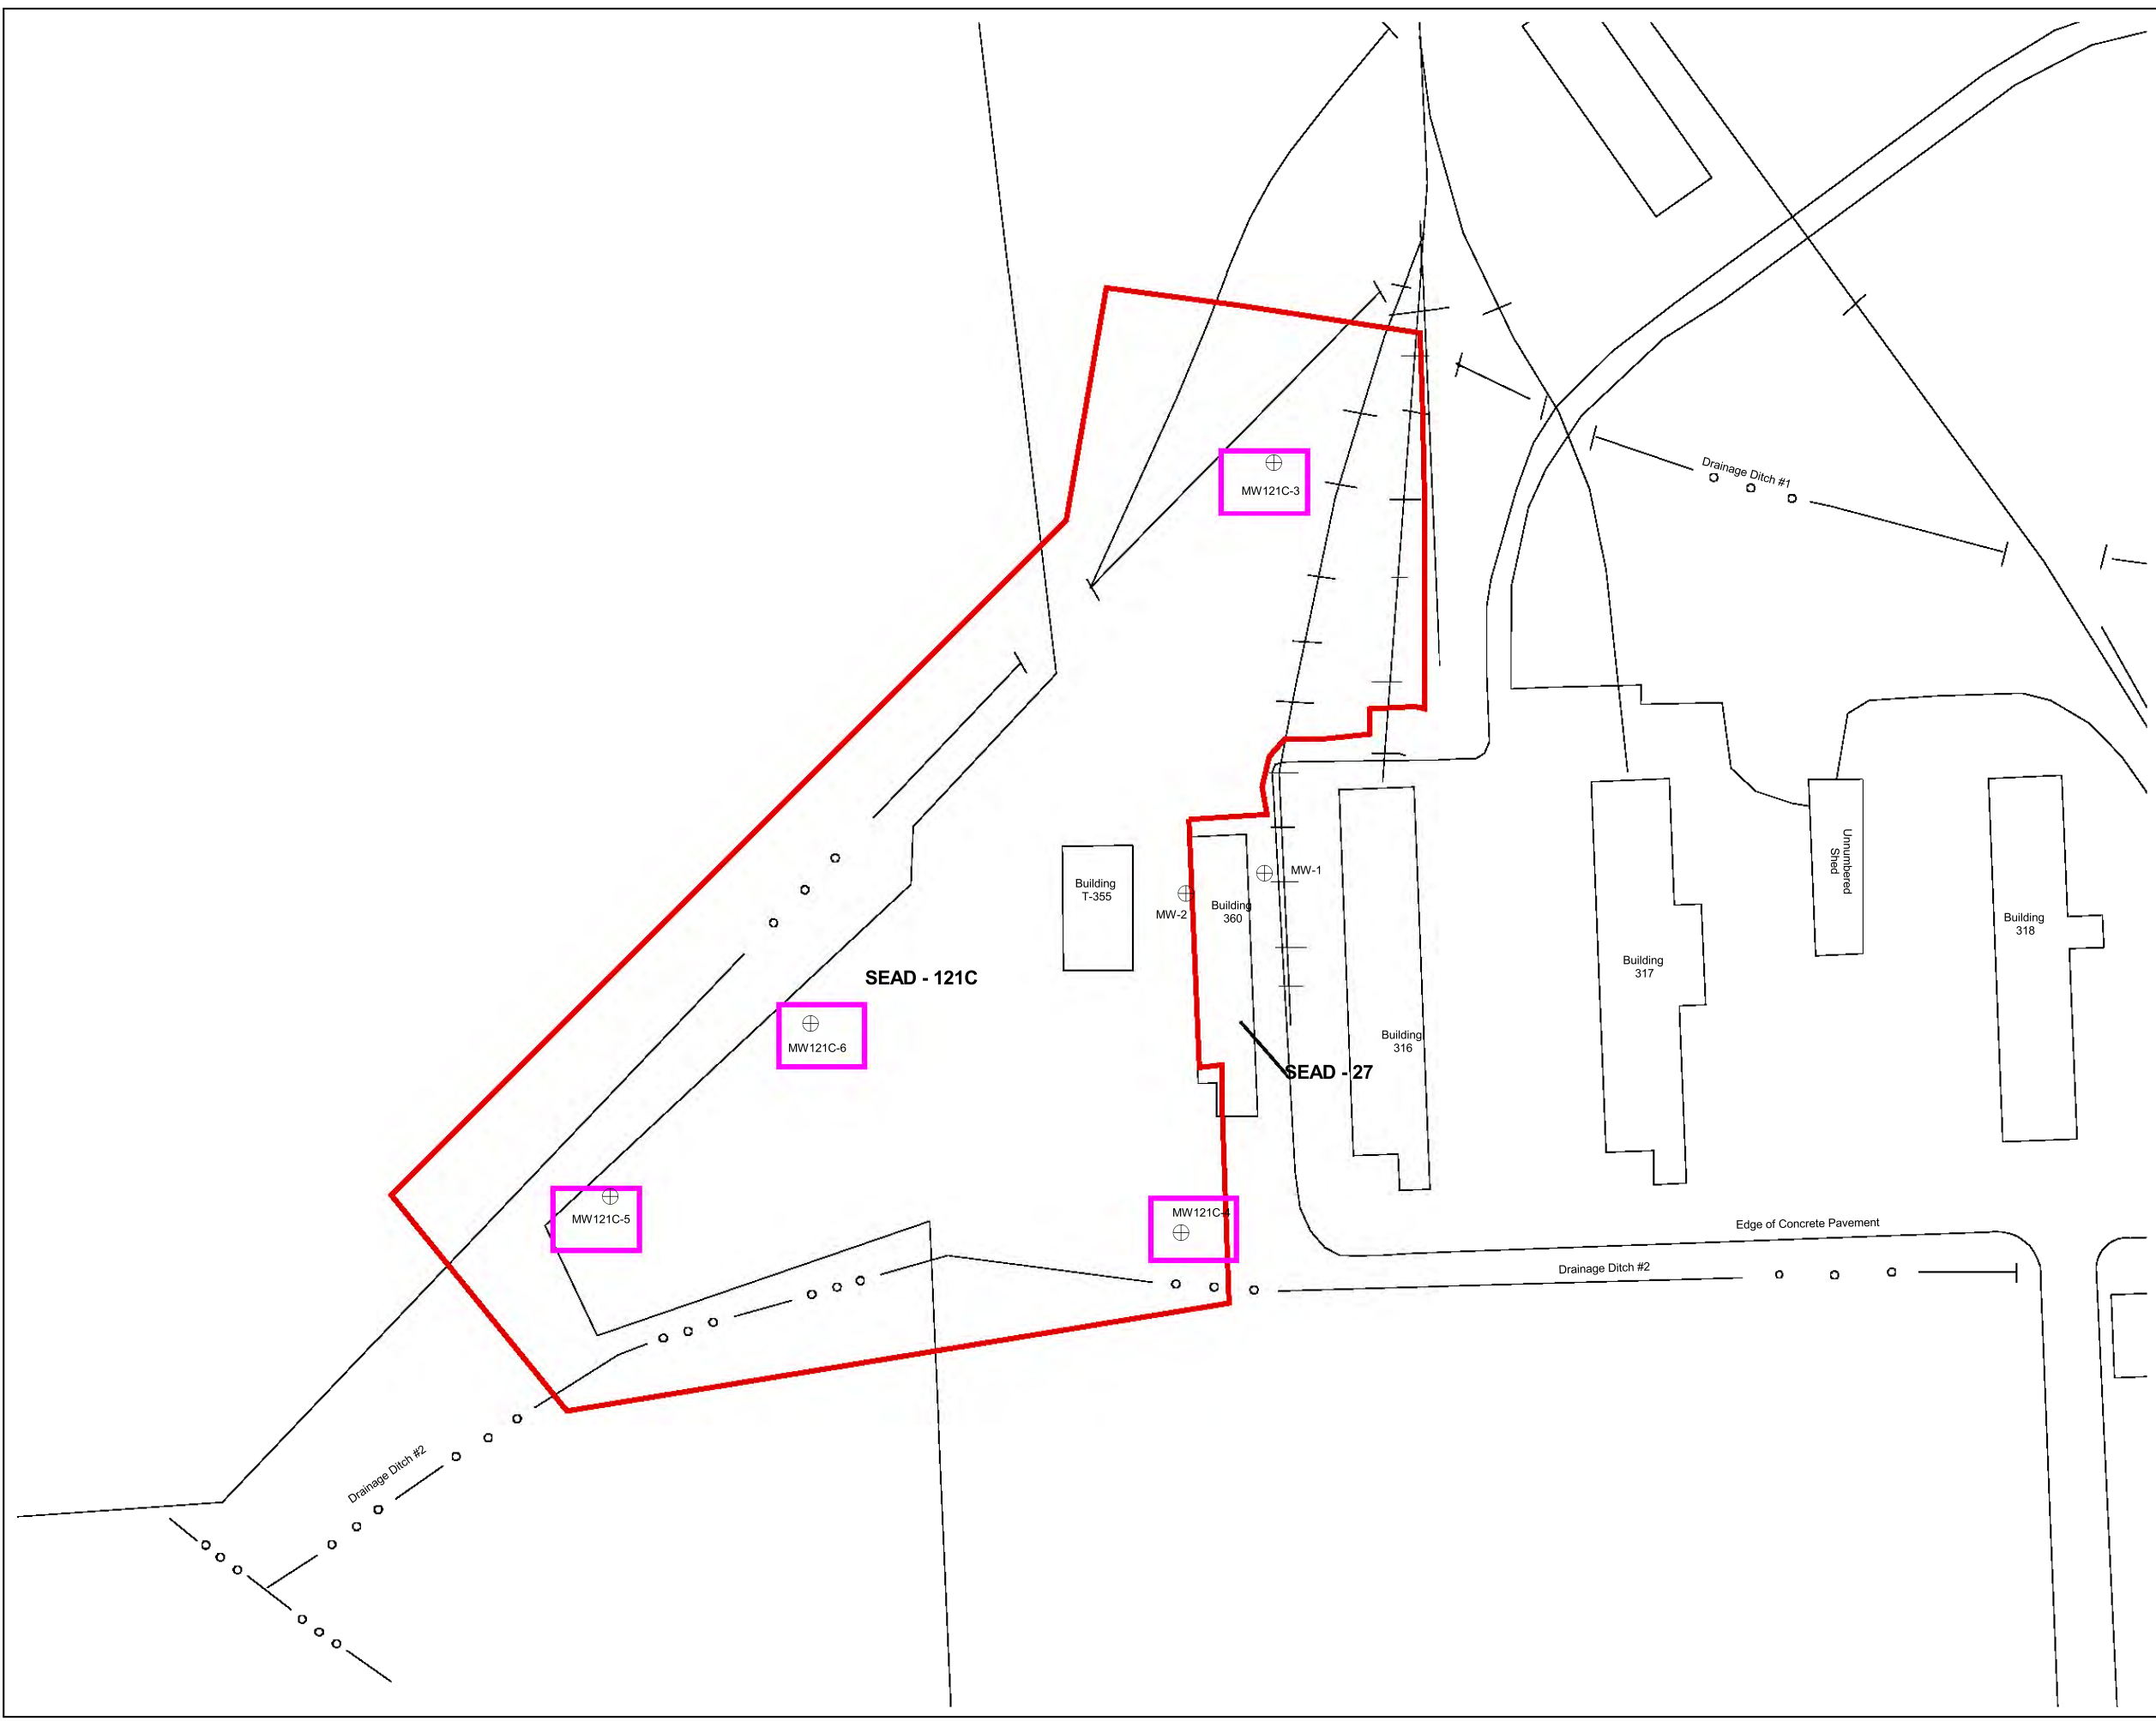 Drainage Ditch #1
MW121C-3
Unnumbered
Shed
MW-1
Building
T-355
Building
360
MW-2
Building
318
Building
317
SEAD - 121C
Building
316
MW121C-6
SEAD - 27
MW121C-4
MW121C-5
Edge of Concrete Pavement
Drainage Ditch #2
Drainage Ditch #2